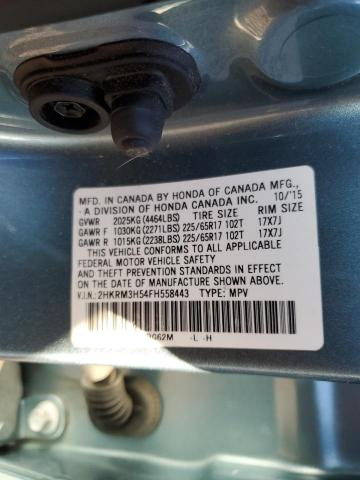 MFD. IN CANADA BY HONDA OF CANADA MFG.,
- A DIVISION OF HONDA CANADA INC. 10/'15
GVWR 2025KG (4464LBS) TIRE SIZE RIM SIZE
GAWR F 1030KG (2271LBS) 225/65R17 102T 17X7J
GAWR R 1015KG (2238LBS) 225/65R17 102T 17X7J
THIS VEHICLE CONFORMS TO ALL APPLICABLE
FEDERAL MOTOR VEHICLE SAFETY
AND THEFT PREVENTION STANDARDS IN EFFECT
ON THE DATE OF MANUFACTURE SHOWN ABOVE.
V.I.N.: 2HKRM3H54FH558443 TYPE: MPV
-L -H